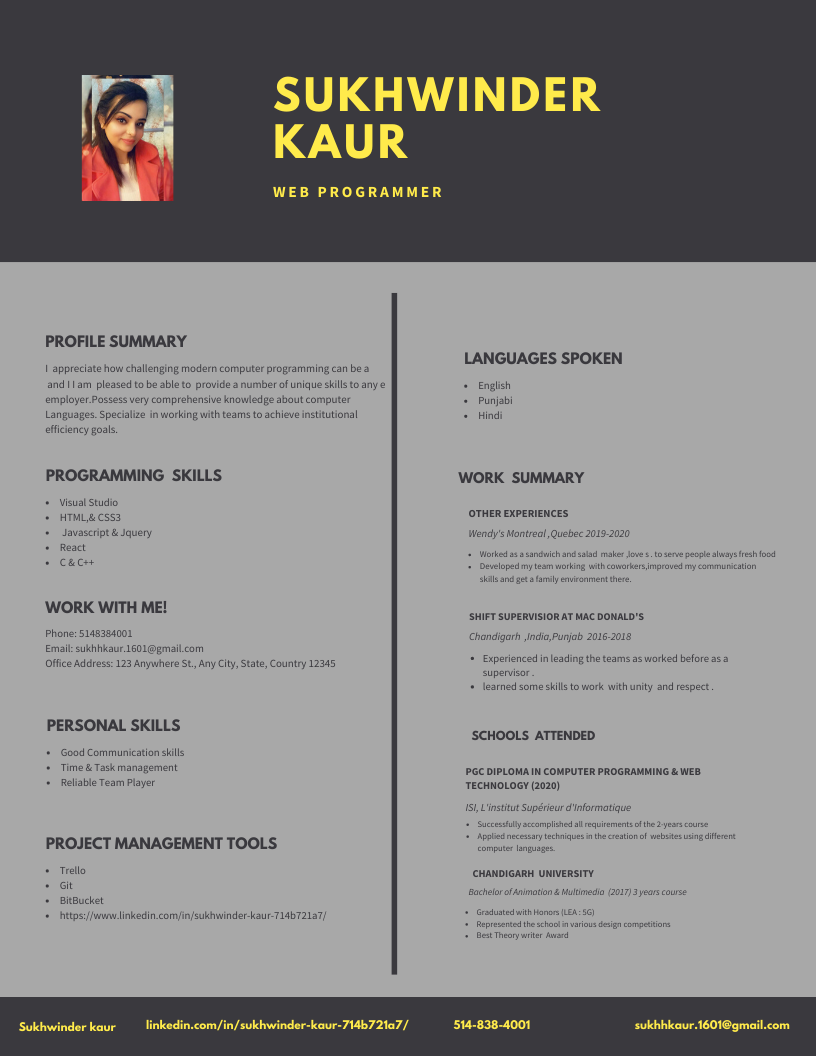 SUKHWINDER
KAUR
WEB PROGRAMMER
PROFILE SUMMARY
I appreciate how challenging modern computer programming can be a
and I I am pleased to be able to provide a number of unique skills to any e
employer.Possess very comprehensive knowledge about computer
Languages. Specialize in working with teams to achieve institutional
efficiency goals.
PROGRAMMING SKILLS
• Visual Studio
• HTML,& CSS3
• Javascript & Jquery
• React
• C & C++
WORK WITH ME!
Phone: 5148384001
Email: sukhhkaur.1601@gmail.com
Office Address: 123 Anywhere St., Any City, State, Country 12345
PERSONAL SKILLS
• Good Communication skills
• Time & Task management
• Reliable Team Player
PROJECT MANAGEMENT TOOLS
• Trello
• Git
• BitBucket
• https://www.linkedin.com/in/sukhwinder-kaur-714b721a7/
LANGUAGES SPOKEN
• English
• Punjabi
• Hindi
WORK SUMMARY
OTHER EXPERIENCES
Wendy's Montreal ,Quebec 2019-2020
• Worked as a sandwich and salad maker ,love s . to serve people always fresh food
• Developed my team working with coworkers,improved my communication
skills and get a family environment there.
SHIFT SUPERVISIOR AT MAC DONALD'S
Chandigarh ,India,Punjab 2016-2018
• Experienced in leading the teams as worked before as a
supervisor .
• learned some skills to work with unity and respect .
SCHOOLS ATTENDED
PGC DIPLOMA IN COMPUTER PROGRAMMING & WEB
TECHNOLOGY (2020)
ISI, L'institut Supérieur d'Informatique
• Successfully accomplished all requirements of the 2-years course
• Applied necessary techniques in the creation of websites using different
computer languages.
CHANDIGARH UNIVERSITY
Bachelor of Animation & Multimedia (2017) 3 years course
• Graduated with Honors (LEA : 5G)
• Represented the school in various design competitions
• Best Theory writer Award
Sukhwinder kaur linkedin.com/in/sukhwinder-kaur-714b721a7/ 514-838-4001 sukhhkaur.1601@gmail.com